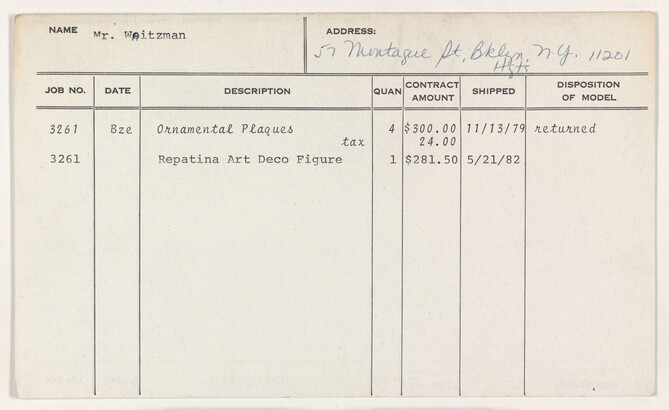 NAME Mr. Waitzman ADDRESS: 57 Montague St, Bklyn, N.Y. 11201
Hgts
JOB NO. DATE DESCRIPTION QUAN CONTRACT AMOUNT SHIPPED DISPOSITION OF MODEL
3261 Bze Ornamental Plaques 4 $300.00 11/13/79 returned
tax 24.00
3261 Repatina Art Deco Figure 1 $281.50 5/21/82